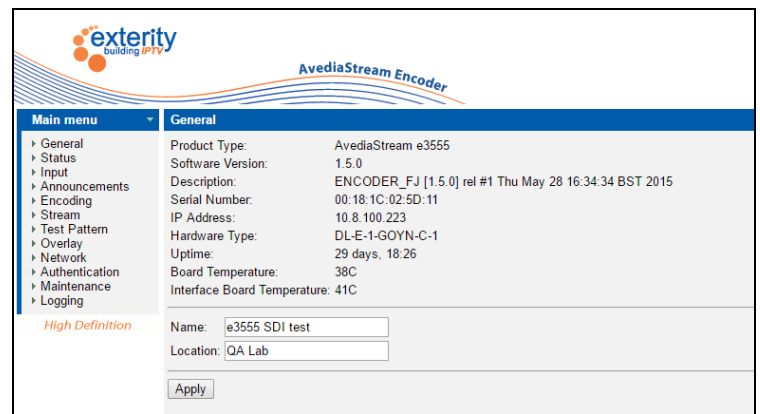 exterity
building IPTV
AvediaStream Encoder
Main menu
General
Status
Input
Announcements
Encoding
Stream
Test Pattern
Overlay
Network
Authentication
Maintenance
Logging
High Definition
General
Product Type: AvediaStream e3555
Software Version: 1.5.0
Description: ENCODER_FJ [1.5.0] rel #1 Thu May 28 16:34:34 BST 2015
Serial Number: 00:18:1C:02:5D:11
IP Address: 10.8.100.223
Hardware Type: DL-E-1-GOYN-C-1
Uptime: 29 days, 18:26
Board Temperature: 38C
Interface Board Temperature: 41C
Name: e3555 SDI test
Location: QA Lab
Apply